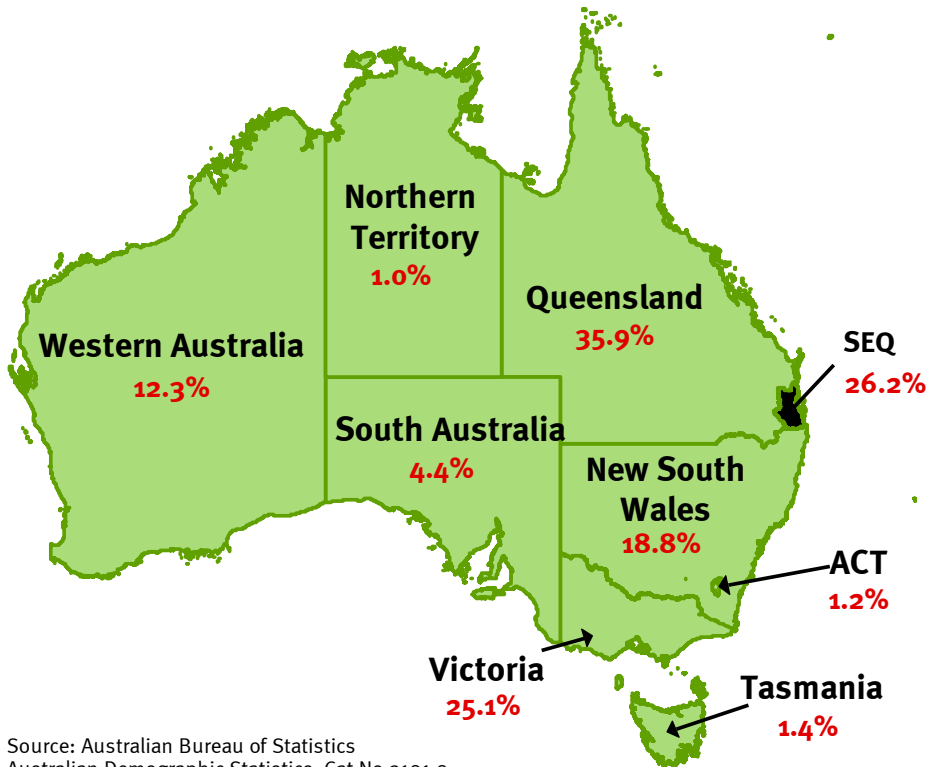 Northern
Territory
1.0%
Queensland
35.9%
Western Australia
12.3%
SEQ
26.2%
South Australia
4.4%
New South
Wales
18.8%
ACT
1.2%
Victoria
25.1%
Tasmania
1.4%
Source: Australian Bureau of Statistics
Australian Demographic Statistics, Cat No